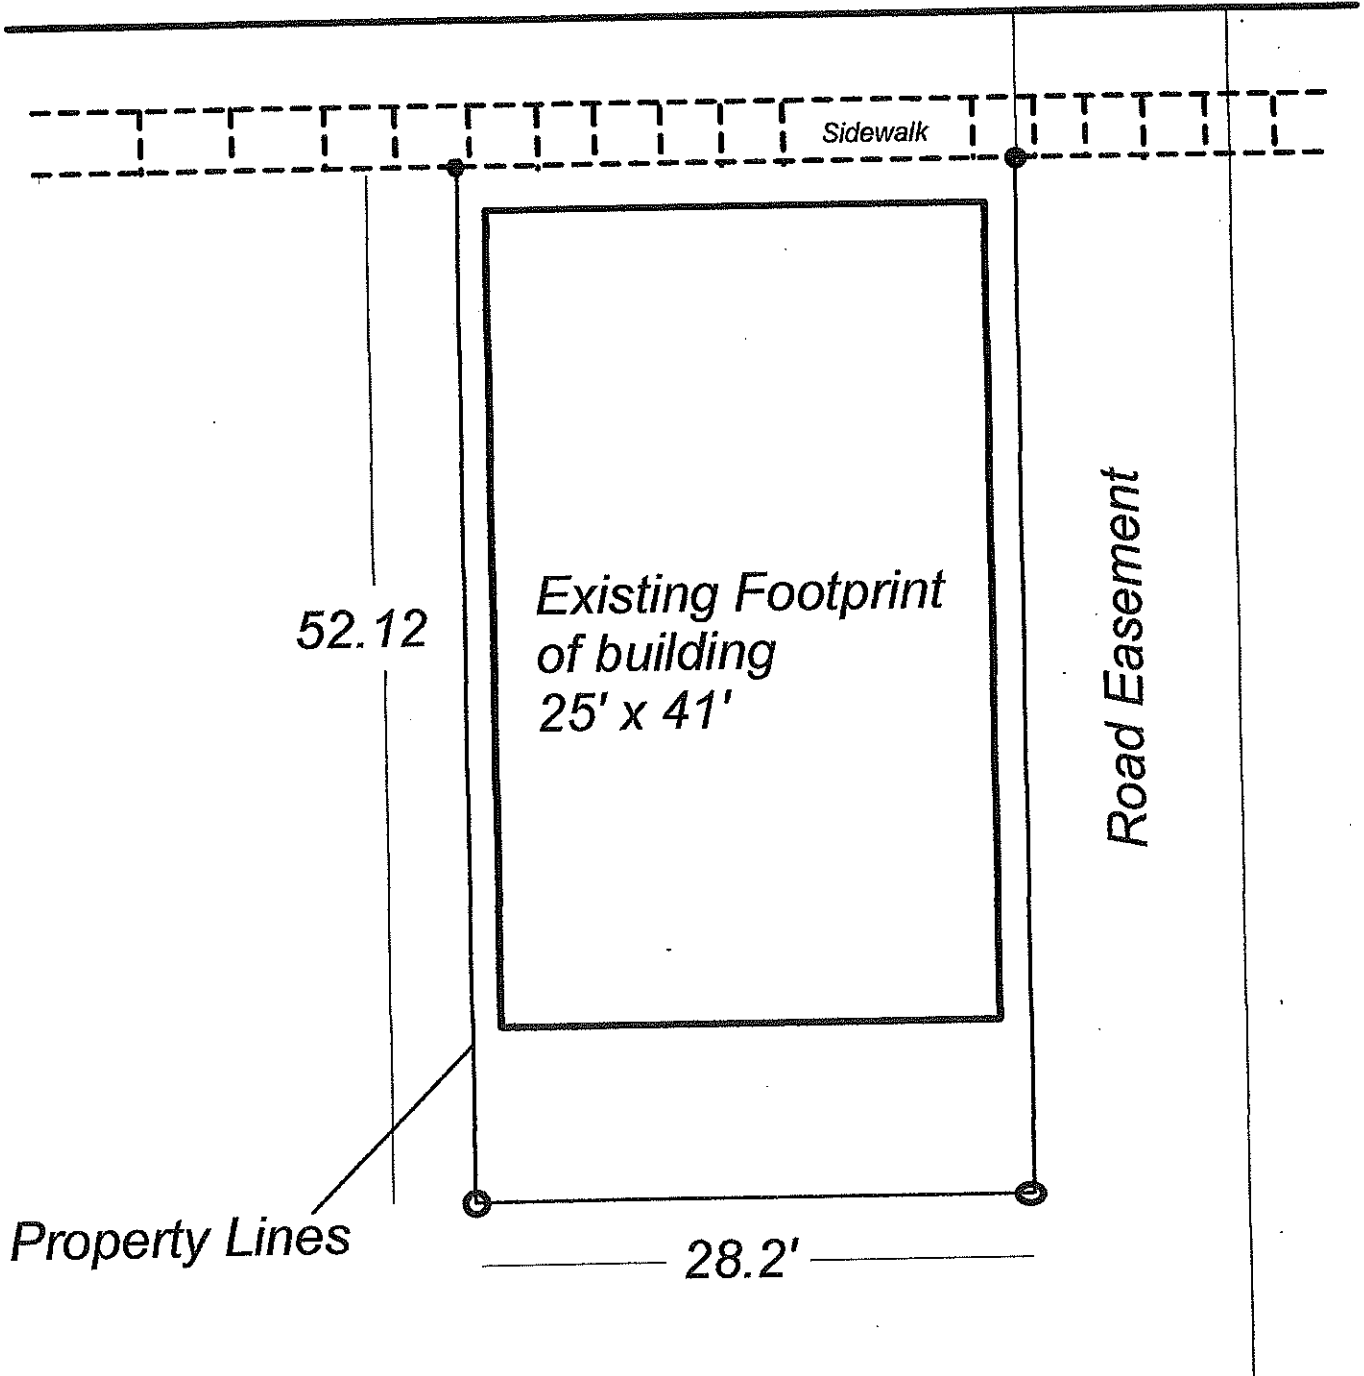 Sidewalk
52.12
Existing Footprint
of building
25' x 41'
Road Easement
Property Lines
28.2'